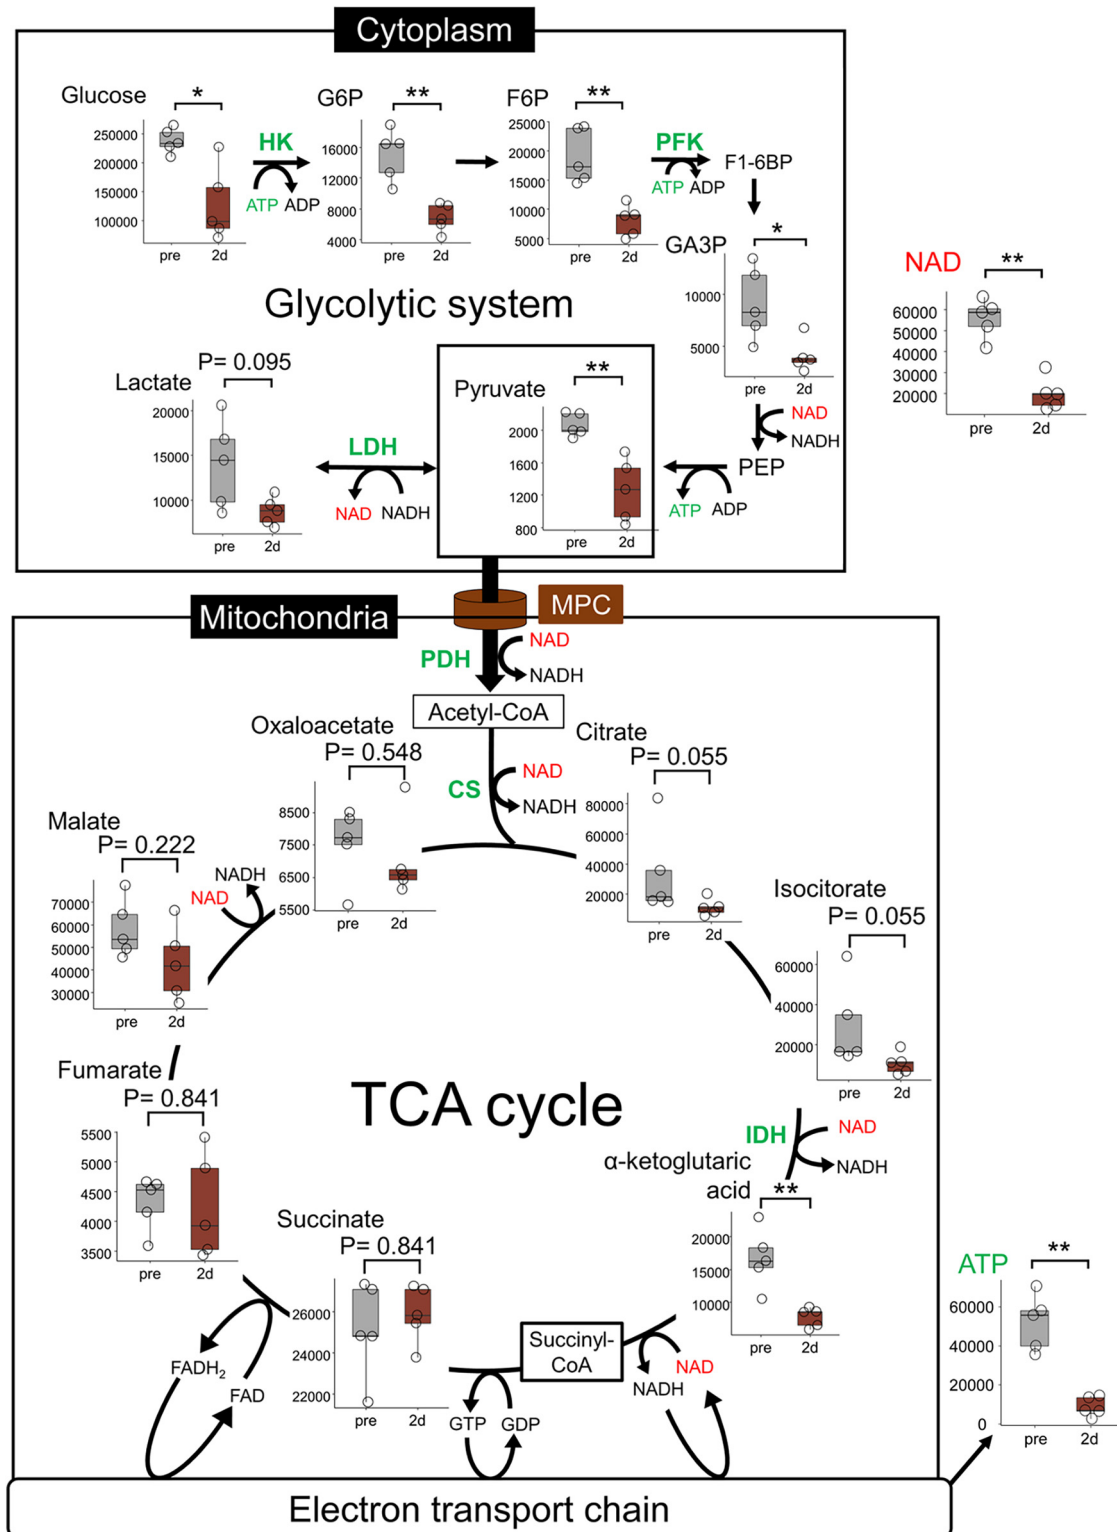 Cytoplasm
Glucose
*
250000
200000
150000
100000
pre 2d
HK
ATP ADP
G6P
**
16000
12000
8000
4000
pre 2d
F6P
**
25000
20000
15000
10000
5000
pre 2d
PFK
ATP ADP
F1-6BP
GA3P
*
10000
5000
pre 2d
NAD
**
60000
50000
40000
30000
20000
pre 2d
Glycolytic system
Lactate
P= 0.095
20000
10000
pre 2d
LDH
NAD NADH
Pyruvate
**
2000
1600
1200
800
pre 2d
NAD
NADH
PEP
ATP ADP
Mitochondria
MPC
PDH
NAD
NADH
Acetyl-CoA
CS
NAD
NADH
Oxaloacetate
P= 0.548
8500
7500
6500
5500
pre 2d
Citrate
P= 0.055
80000
60000
40000
20000
pre 2d
Malate
P= 0.222
70000
60000
50000
40000
30000
pre 2d
NADH
NAD
Isocitorate
P= 0.055
60000
40000
20000
pre 2d
Fumarate
P= 0.841
5500
5000
4500
4000
3500
pre 2d
TCA cycle
IDH
NAD
NADH
α-ketoglutaric
acid
**
20000
15000
10000
pre 2d
Succinate
P= 0.841
26000
24000
22000
pre 2d
Succinyl-
CoA
NADH
NAD
GTP GDP
FADH2
FAD
ATP
**
60000
40000
20000
0
pre 2d
Electron transport chain